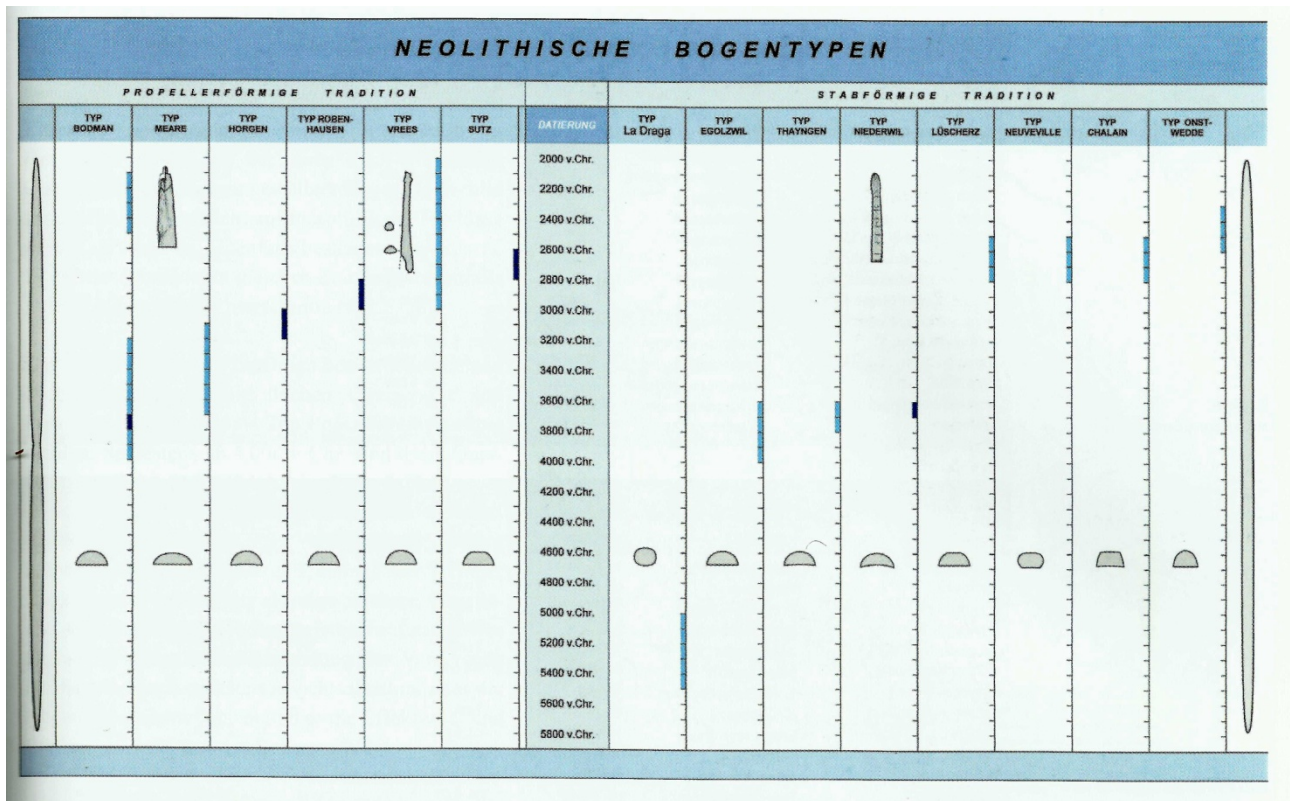 NEOLITHISCHE BOGENTYPEN
PROPELLERFÖRMIGE TRADITION
STABFÖRMIGE TRADITION
TYP
BODMAN
TYP
MEARE
TYP
HORGEN
TYP ROBEN-
HAUSEN
TYP
VREES
TYP
SUTZ
DATIERUNG
TYP
La Draga
TYP
EGOLZWIL
TYP
THAYNGEN
TYP
NIEDERWIL
TYP
LÜSCHERZ
TYP
NEUVEVILLE
TYP
CHALAIN
TYP ONST-
WEDDE
2000 v.Chr.
2200 v.Chr.
2400 v.Chr.
2600 v.Chr.
2800 v.Chr.
3000 v.Chr.
3200 v.Chr.
3400 v.Chr.
3600 v.Chr.
3800 v.Chr.
4000 v.Chr.
4200 v.Chr.
4400 v.Chr.
4600 v.Chr.
4800 v.Chr.
5000 v.Chr.
5200 v.Chr.
5400 v.Chr.
5600 v.Chr.
5800 v.Chr.